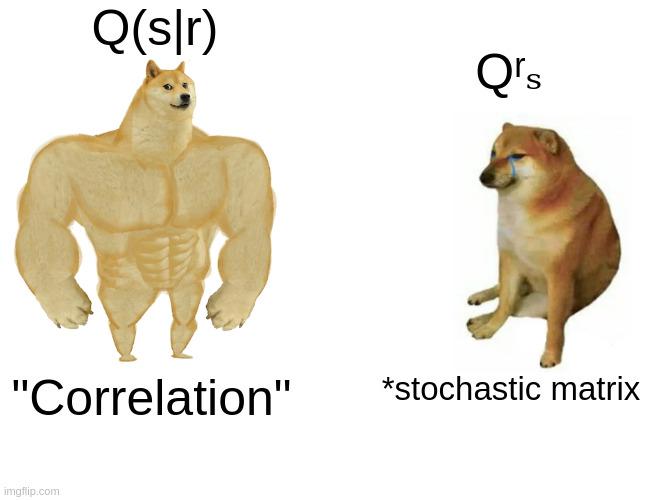 Q(s|r)
Qʳₛ
"Correlation"
*stochastic matrix
imgflip.com